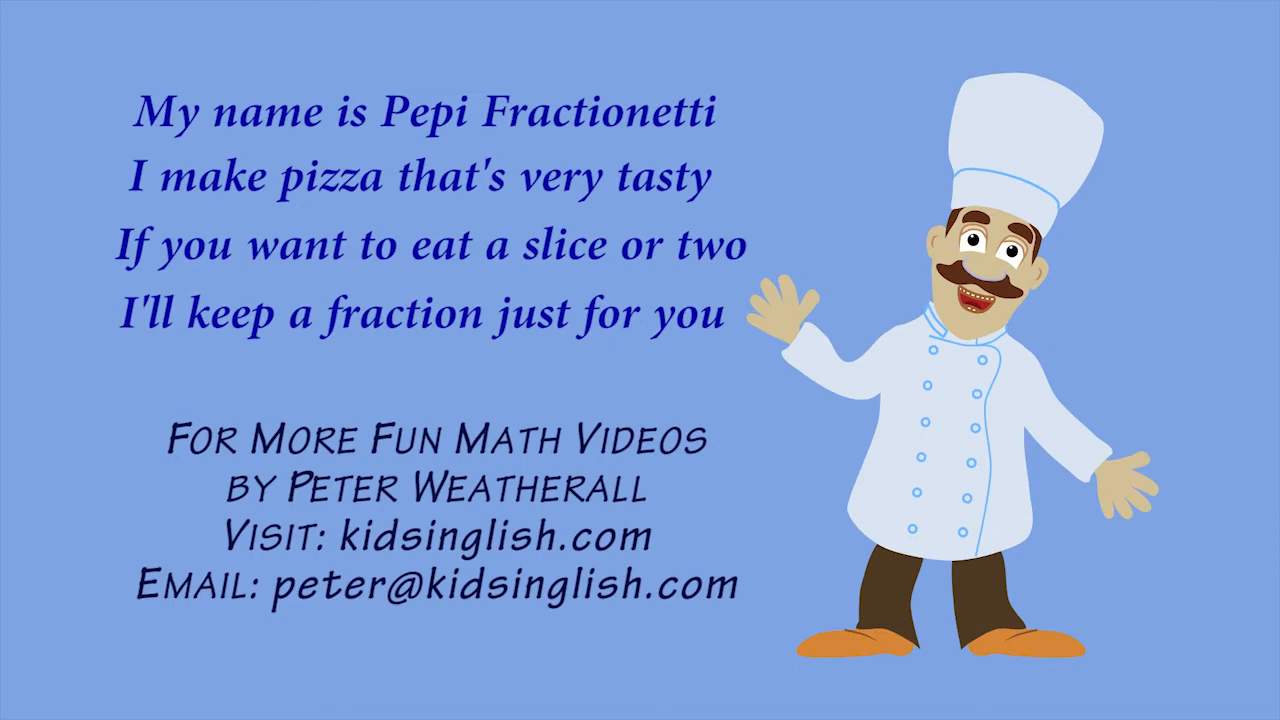 My name is Pepi Fractionetti
I make pizza that's very tasty
If you want to eat a slice or two
I'll keep a fraction just for you
FOR MORE FUN MATH VIDEOS
BY PETER WEATHERALL
VISIT: kidsinglish.com
EMAIL: peter@kidsinglish.com